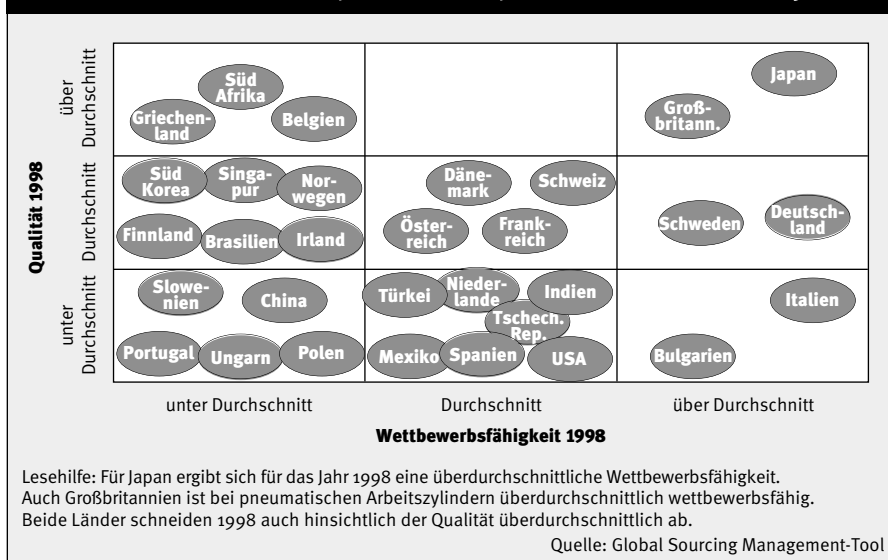 über
Durchschnitt
Süd
Afrika
Griechen-
land
Belgien
Japan
Groß-
britann.
Qualität 1998
Durchschnitt
Süd
Korea
Singa-
pur
Nor-
wegen
Finnland
Brasilien
Irland
Däne-
mark
Schweiz
Öster-
reich
Frank-
reich
Schweden
Deutsch-
land
unter
Durchschnitt
Slowe-
nien
China
Portugal
Ungarn
Polen
Türkei
Nieder-
lande
Indien
Tschech.
Rep.
Mexiko
Spanien
USA
Italien
Bulgarien
unter Durchschnitt
Durchschnitt
über Durchschnitt
Wettbewerbsfähigkeit 1998
Lesehilfe: Für Japan ergibt sich für das Jahr 1998 eine überdurchschnittliche Wettbewerbsfähigkeit.
Auch Großbritannien ist bei pneumatischen Arbeitszylindern überdurchschnittlich wettbewerbsfähig.
Beide Länder schneiden 1998 auch hinsichtlich der Qualität überdurchschnittlich ab.
Quelle: Global Sourcing Management-Tool